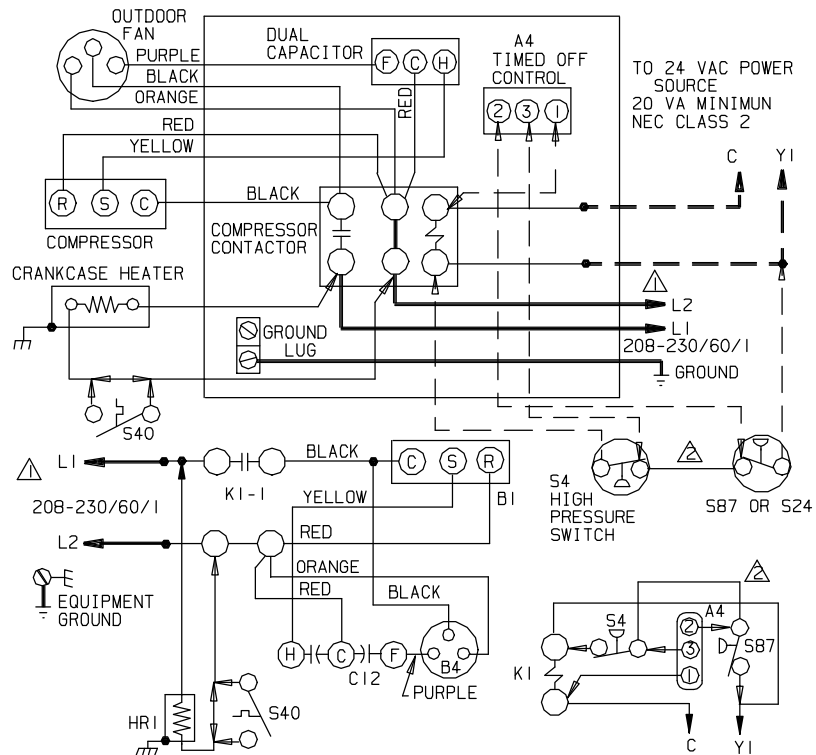 OUTDOOR
FAN
PURPLE
BLACK
ORANGE
DUAL
CAPACITOR
F C H
RED
A4
TIMED OFF
CONTROL
2 3 1
TO 24 VAC POWER
SOURCE
20 VA MINIMUN
NEC CLASS 2
C
Y1
RED
YELLOW
BLACK
R S C
COMPRESSOR
COMPRESSOR
CONTACTOR
CRANKCASE HEATER
1
L2
L1
208-230/60/1
GROUND
LUG
GROUND
S40
1
L1
K1-1
BLACK
C S R
B1
YELLOW
208-230/60/1
L2
RED
ORANGE
RED
BLACK
EQUIPMENT
GROUND
H C F
C12
B4
PURPLE
HR1
S40
S4
HIGH
PRESSURE
SWITCH
2
S87 OR S24
2
S4
A4
2
3
1
S87
K1
C
Y1